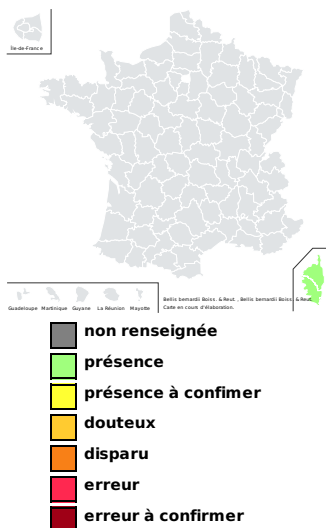 Île-de-France
Guadeloupe Martinique Guyane La Réunion Mayotte
Bellis bernardii Boiss. & Reut. , Bellis bernardii Boiss. & Reut.
Carte en cours d'élaboration.
non renseignée
présence
présence à confimer
douteux
disparu
erreur
erreur à confirmer